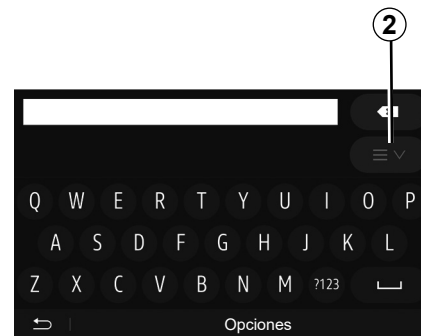 2
Q W E R T Y U I O P
A S D F G H J K L
Z X C V B N M ?123
Opciones